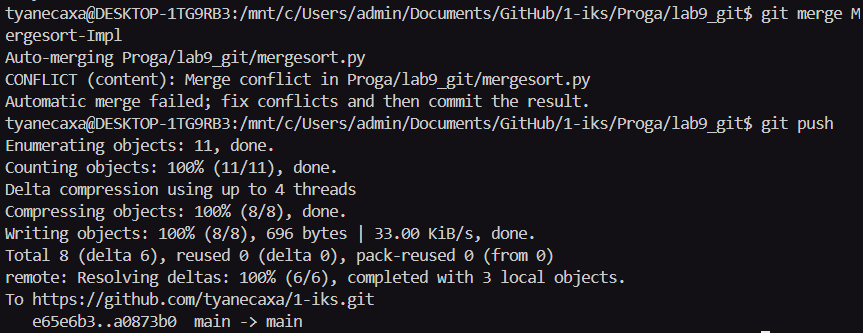 tyanecaxa@DESKTOP-1TG9RB3:/mnt/c/Users/admin/Documents/GitHub/1-iks/Proga/lab9_git$ git merge M
ergesort-Impl
Auto-merging Proga/lab9_git/mergesort.py
CONFLICT (content): Merge conflict in Proga/lab9_git/mergesort.py
Automatic merge failed; fix conflicts and then commit the result.
tyanecaxa@DESKTOP-1TG9RB3:/mnt/c/Users/admin/Documents/GitHub/1-iks/Proga/lab9_git$ git push
Enumerating objects: 11, done.
Counting objects: 100% (11/11), done.
Delta compression using up to 4 threads
Compressing objects: 100% (8/8), done.
Writing objects: 100% (8/8), 696 bytes | 33.00 KiB/s, done.
Total 8 (delta 6), reused 0 (delta 0), pack-reused 0 (from 0)
remote: Resolving deltas: 100% (6/6), completed with 3 local objects.
To https://github.com/tyanecaxa/1-iks.git
   e65e6b3..a0873b0  main -> main